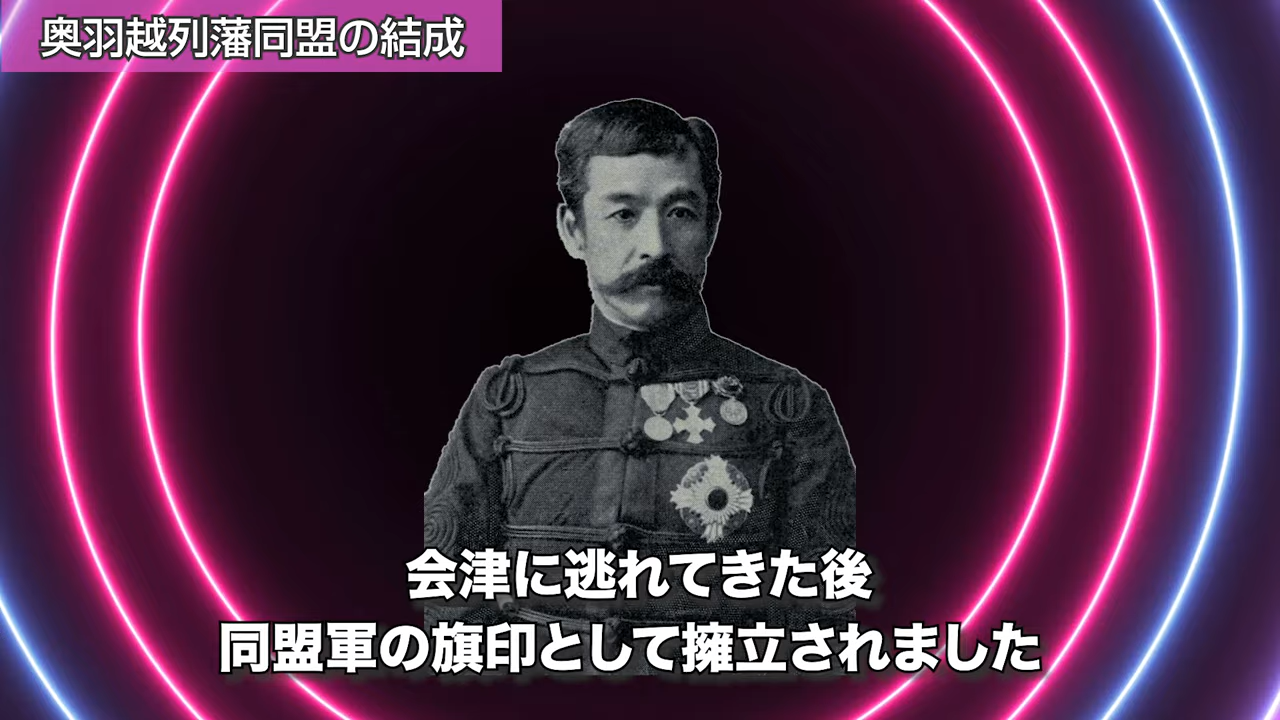 奥羽越列藩同盟の結成
会津に逃れてきた後
同盟軍の旗印として擁立されました